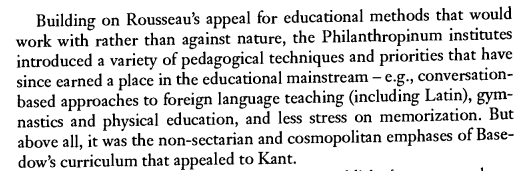 Building on Rousseau's appeal for educational methods that would
work with rather than against nature, the Philanthropinum institutes
introduced a variety of pedagogical techniques and priorities that have
since earned a place in the educational mainstream – e.g., conversation-
based approaches to foreign language teaching (including Latin), gym-
nastics and physical education, and less stress on memorization. But
above all, it was the non-sectarian and cosmopolitan emphases of Base-
dow's curriculum that appealed to Kant.